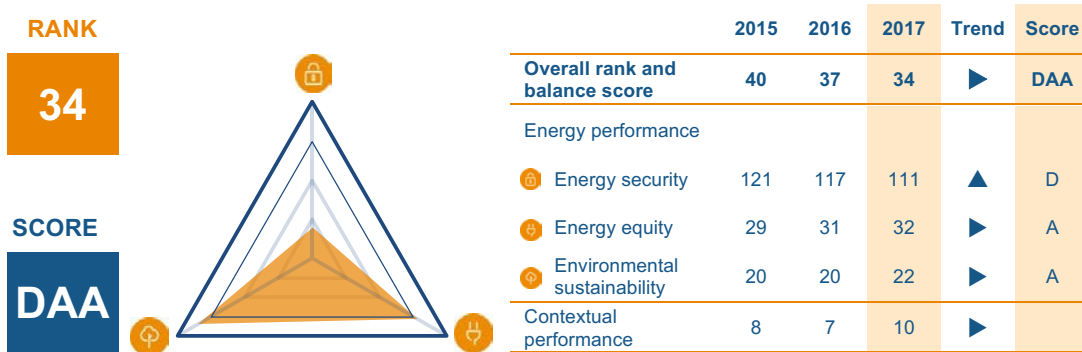 RANK
34
SCORE
DAA
2015 2016 2017 Trend Score
Overall rank and
balance score 40 37 34 DAA
Energy performance
Energy security 121 117 111 D
Energy equity 29 31 32 A
Environmental
sustainability 20 20 22 A
Contextual
performance 8 7 10